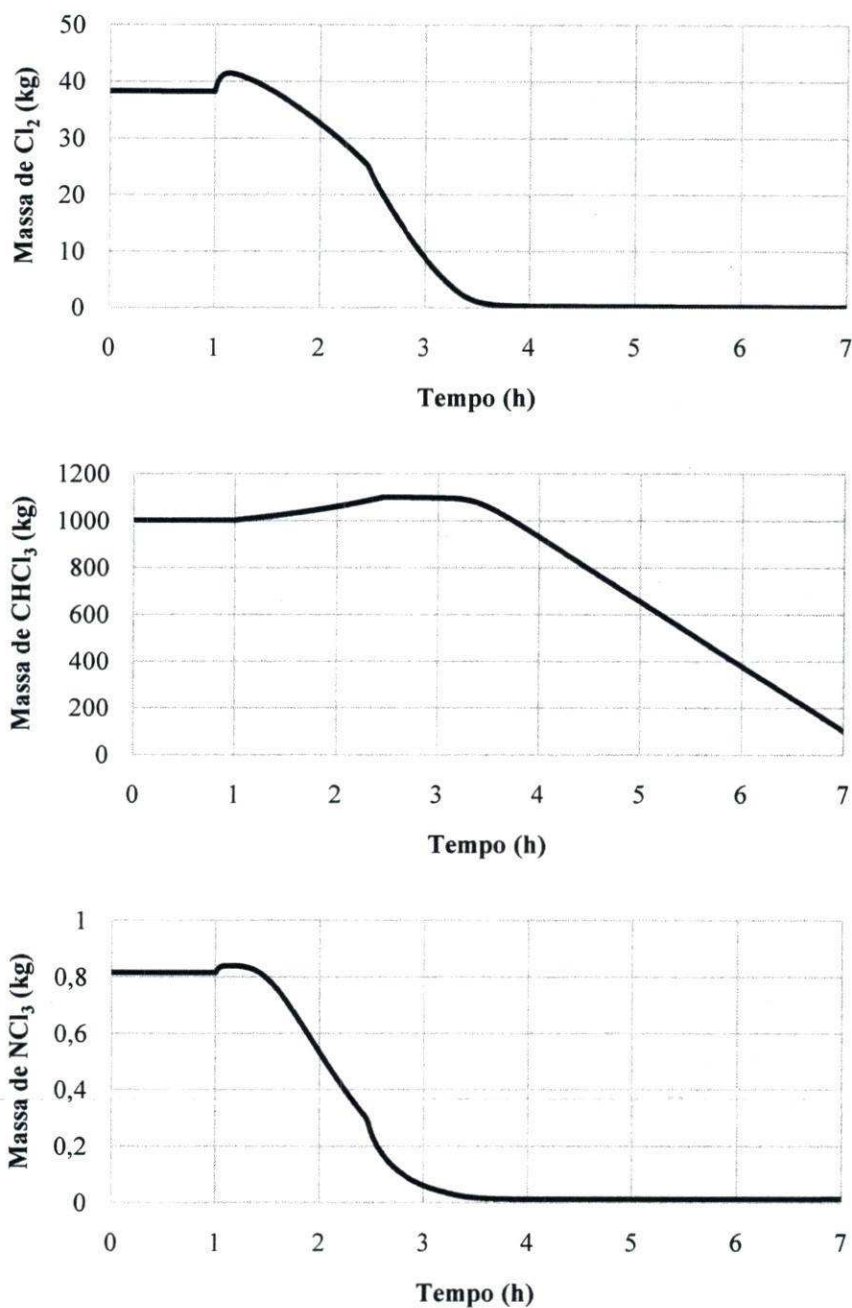 Massa de Cl₂ (kg)
50
40
30
20
10
0
0 1 2 3 4 5 6 7
Tempo (h)
Massa de CHCl₃ (kg)
1200
1000
800
600
400
200
0
0 1 2 3 4 5 6 7
Tempo (h)
Massa de NCl₃ (kg)
1
0,8
0,6
0,4
0,2
0
0 1 2 3 4 5 6 7
Tempo (h)